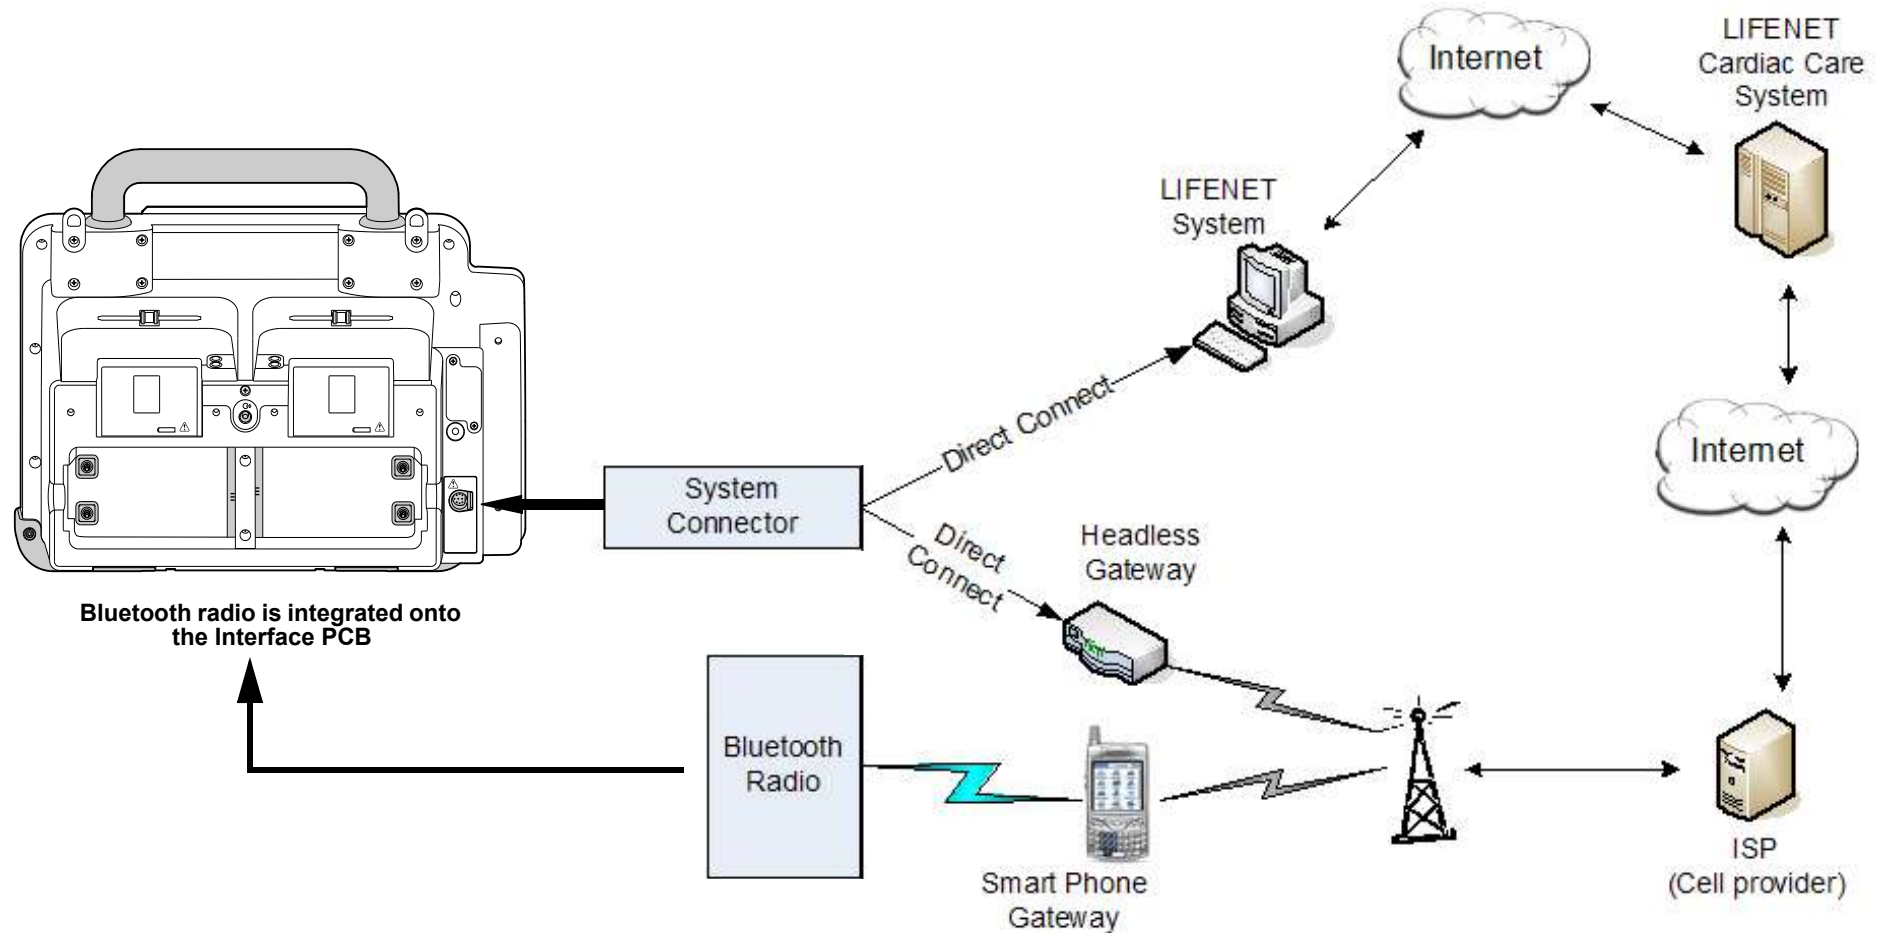 Internet
LIFENET
Cardiac Care
System
LIFENET
System
Direct Connect
System
Connector
Internet
Direct
Connect
Headless
Gateway
Bluetooth radio is integrated onto
the Interface PCB
Bluetooth
Radio
Smart Phone
Gateway
ISP
(Cell provider)